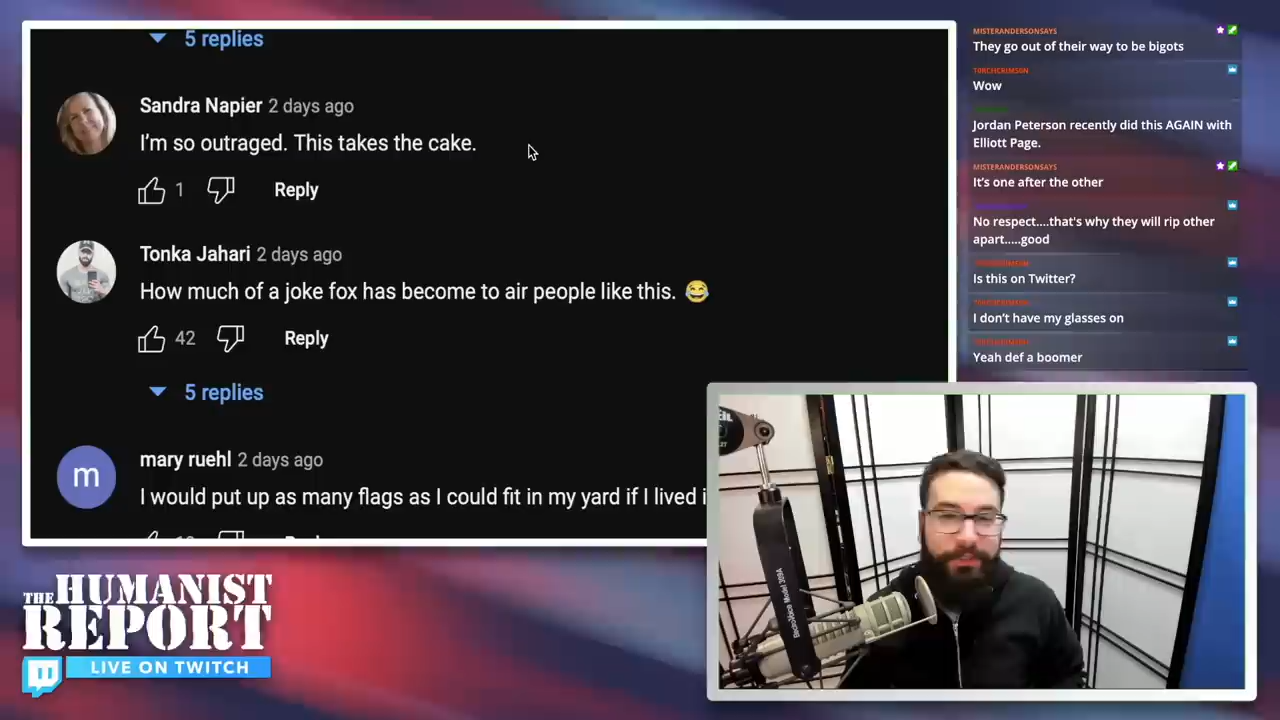 5 replies
Sandra Napier 2 days ago
I'm so outraged. This takes the cake.
1 Reply
Tonka Jahari 2 days ago
How much of a joke fox has become to air people like this. 😂
42 Reply
5 replies
m
mary ruehl 2 days ago
I would put up as many flags as I could fit in my yard if I lived i
MISTERANDERSONSAYS
They go out of their way to be bigots
Wow
Jordan Peterson recently did this AGAIN with
Elliott Page.
MISTERANDERSONSAYS
It's one after the other
No respect....that's why they will rip other
apart.....good
Is this on Twitter?
I don't have my glasses on
Yeah def a boomer
THE HUMANIST
REPORT
LIVE ON TWITCH
ElectroVoice Model 309A